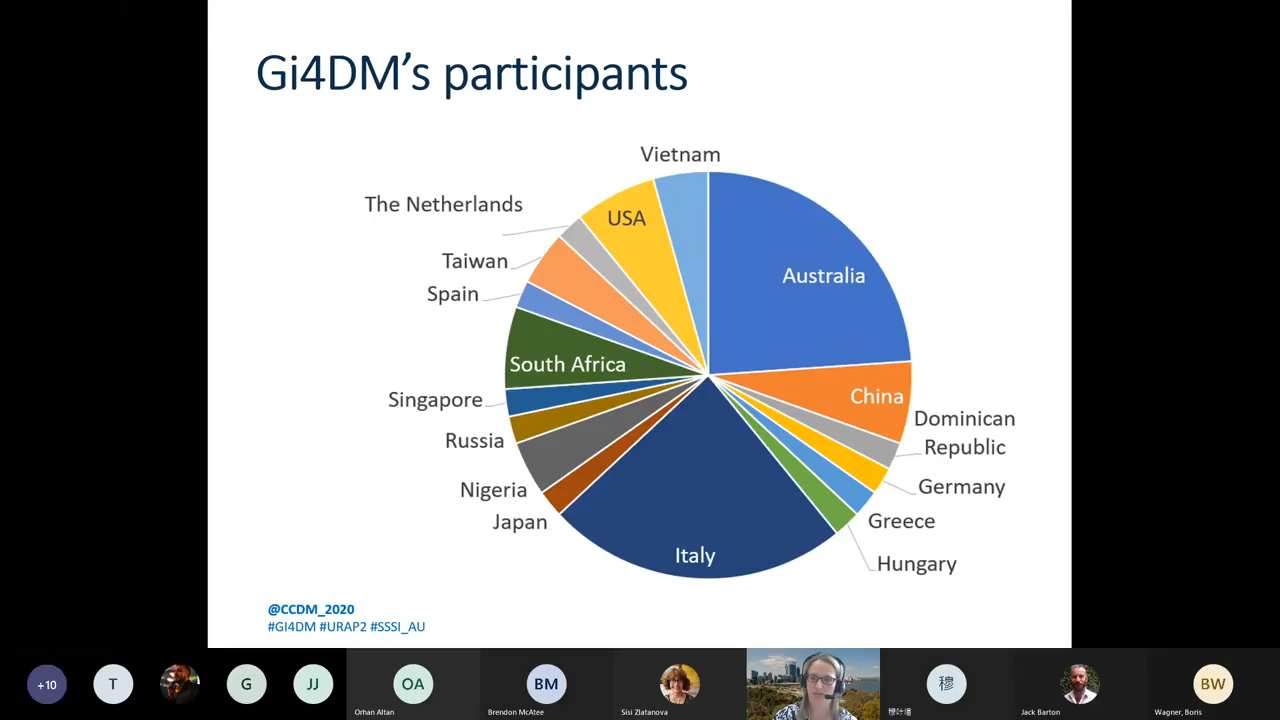 Gi4DM’s participants
Vietnam
The Netherlands
USA
Taiwan
Australia
Spain
South Africa
China
Singapore
Dominican
Republic
Russia
Germany
Nigeria
Japan
Greece
Italy
Hungary
@CCDM_2020
#GI4DM #URAP2 #SSSI_AU
+10
T
G
JJ
OA
BM
穆
BW
Orhan Altan
Brendon McAtee
Sisi Zlatanova
Jack Barton
Wagner, Boris